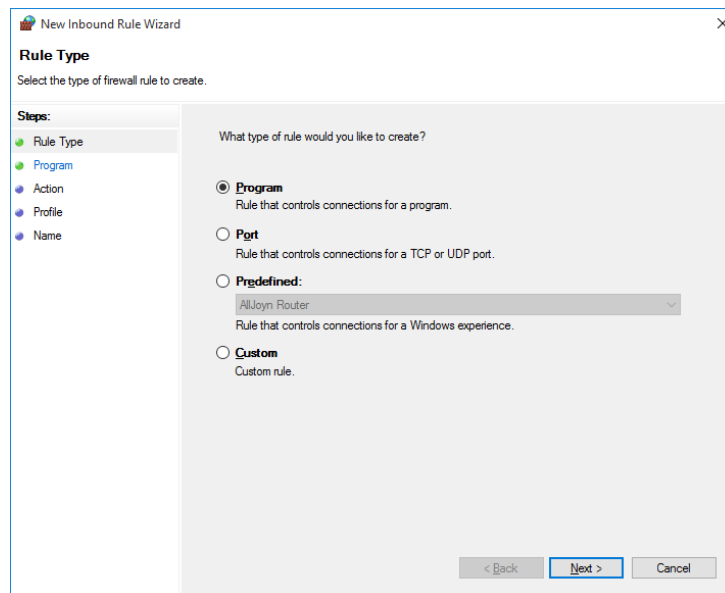 New Inbound Rule Wizard
Rule Type
Select the type of firewall rule to create.
Steps:
Rule Type
Program
Action
Profile
Name
What type of rule would you like to create?
Program
Rule that controls connections for a program.
Port
Rule that controls connections for a TCP or UDP port.
Predefined:
AllJoyn Router
Rule that controls connections for a Windows experience.
Custom
Custom rule.
< Back Next > Cancel